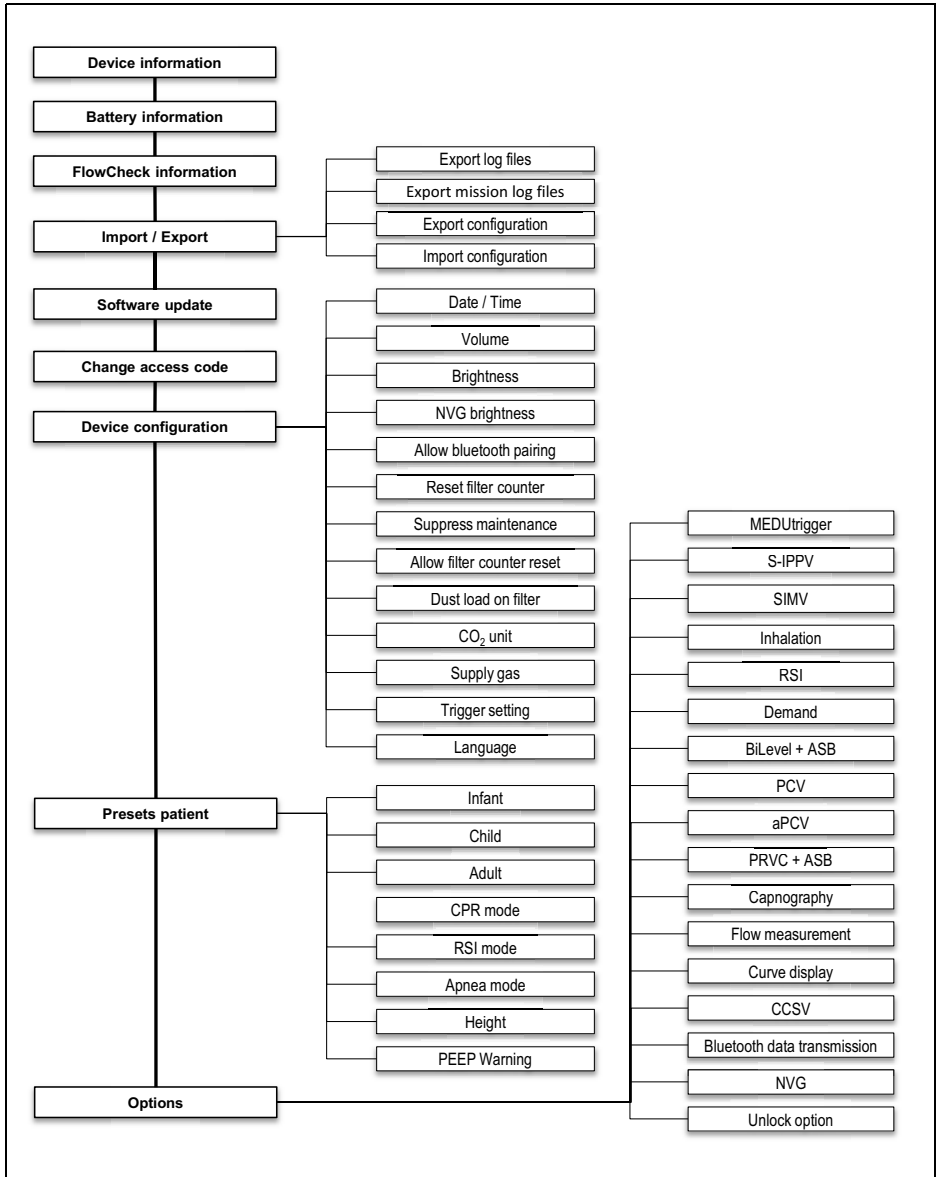 Device information
Battery information
FlowCheck information
Import / Export
Export log files
Export mission log files
Export configuration
Import configuration
Software update
Change access code
Device configuration
Date / Time
Volume
Brightness
NVG brightness
Allow bluetooth pairing
Reset filter counter
Suppress maintenance
Allow filter counter reset
Dust load on filter
CO₂ unit
Supply gas
Trigger setting
Language
Presets patient
Infant
Child
Adult
CPR mode
RSI mode
Apnea mode
Height
PEEP Warning
Options
MEDUtrigger
S-IPPV
SIMV
Inhalation
RSI
Demand
BiLevel + ASB
PCV
aPCV
PRVC + ASB
Capnography
Flow measurement
Curve display
CCSV
Bluetooth data transmission
NVG
Unlock option